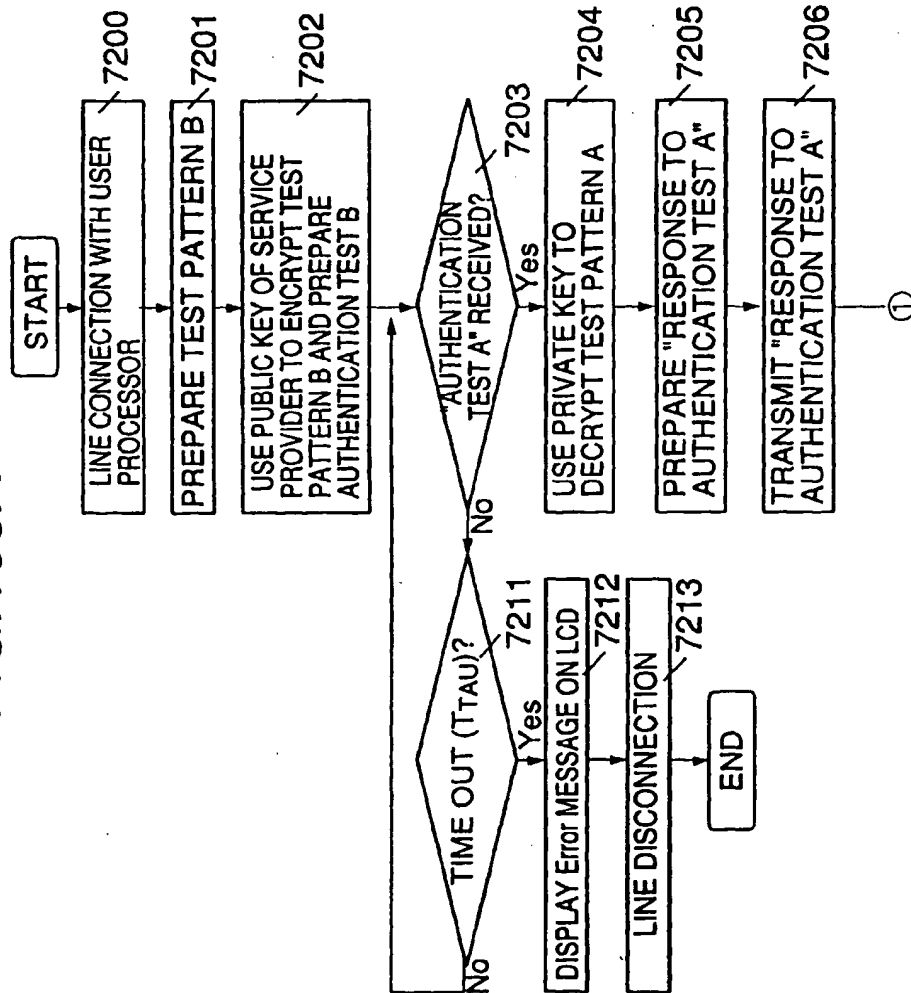 START
LINE CONNECTION WITH USER
PROCESSOR
7200
PREPARE TEST PATTERN B
7201
USE PUBLIC KEY OF SERVICE
PROVIDER TO ENCRYPT TEST
PATTERN B AND PREPARE
AUTHENTICATION TEST B
7202
"AUTHENTICATION
TEST A" RECEIVED?
7203
Yes
No
USE PRIVATE KEY TO
DECRYPT TEST PATTERN A
7204
PREPARE "RESPONSE TO
AUTHENTICATION TEST A"
7205
TRANSMIT "RESPONSE TO
AUTHENTICATION TEST A"
7206
1
TIME OUT (TTAU)?
7211
No
Yes
DISPLAY Error MESSAGE ON LCD
7212
LINE DISCONNECTION
7213
END